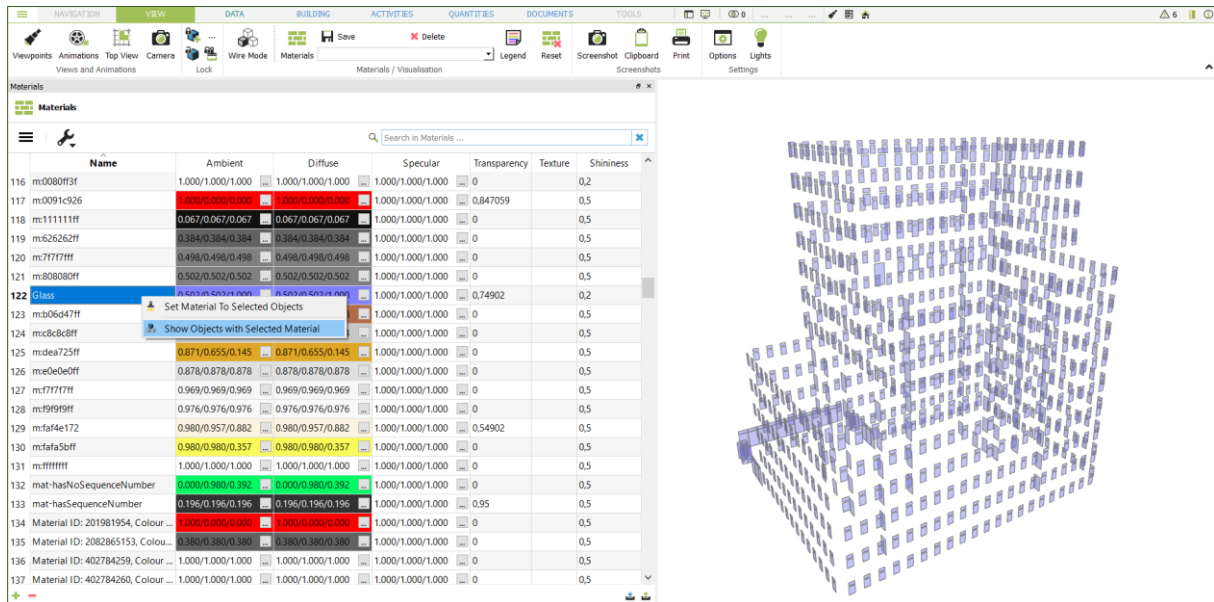 NAVIGATION VIEW DATA BUILDING ACTIVITIES QUANTITIES DOCUMENTS TOOLS 0 ... ... ... 6
... Save Delete
Viewpoints Animations Top View Camera Wire Mode Materials Legend Reset Screenshot Clipboard Print Options Lights
Views and Animations Lock Materials / Visualisation Screenshots Settings
Materials
Materials
Search in Materials ...
Name Ambient Diffuse Specular Transparency Texture Shininess
116 m:0080ff3f 1.000/1.000/1.000 ... 1.000/1.000/1.000 ... 1.000/1.000/1.000 ... 0 0,2
117 m:0091c926 1.000/0.000/0.000 ... 1.000/0.000/0.000 ... 1.000/1.000/1.000 ... 0,847059 0,5
118 m:111111ff 0.067/0.067/0.067 ... 0.067/0.067/0.067 ... 1.000/1.000/1.000 ... 0 0,5
119 m:626262ff 0.384/0.384/0.384 ... 0.384/0.384/0.384 ... 1.000/1.000/1.000 ... 0 0,5
120 m:7f7f7fff 0.498/0.498/0.498 ... 0.498/0.498/0.498 ... 1.000/1.000/1.000 ... 0 0,5
121 m:808080ff 0.502/0.502/0.502 ... 0.502/0.502/0.502 ... 1.000/1.000/1.000 ... 0 0,5
122 Glass 0.502/0.502/1.000 ... 0.502/0.502/1.000 ... 1.000/1.000/1.000 ... 0,74902 0,2
Set Material To Selected Objects
123 m:b06d47ff ... 1.000/1.000/1.000 ... 0 0,5
Show Objects with Selected Material
124 m:c8c8c8ff ... 1.000/1.000/1.000 ... 0 0,5
125 m:dea725ff 0.871/0.655/0.145 ... 0.871/0.655/0.145 ... 1.000/1.000/1.000 ... 0 0,5
126 m:e0e0e0ff 0.878/0.878/0.878 ... 0.878/0.878/0.878 ... 1.000/1.000/1.000 ... 0 0,5
127 m:f7f7f7ff 0.969/0.969/0.969 ... 0.969/0.969/0.969 ... 1.000/1.000/1.000 ... 0 0,5
128 m:f9f9f9ff 0.976/0.976/0.976 ... 0.976/0.976/0.976 ... 1.000/1.000/1.000 ... 0 0,5
129 m:faf4e172 0.980/0.957/0.882 ... 0.980/0.957/0.882 ... 1.000/1.000/1.000 ... 0,54902 0,5
130 m:fafa5bff 0.980/0.980/0.357 ... 0.980/0.980/0.357 ... 1.000/1.000/1.000 ... 0 0,5
131 m:ffffffff 1.000/1.000/1.000 ... 1.000/1.000/1.000 ... 1.000/1.000/1.000 ... 0 0,5
132 mat-hasNoSequenceNumber 0.000/0.980/0.392 ... 0.000/0.980/0.392 ... 1.000/1.000/1.000 ... 0 0,5
133 mat-hasSequenceNumber 0.196/0.196/0.196 ... 0.196/0.196/0.196 ... 1.000/1.000/1.000 ... 0,95 0,5
134 Material ID: 201981954, Colour ... 1.000/0.000/0.000 ... 1.000/0.000/0.000 ... 1.000/1.000/1.000 ... 0 0,5
135 Material ID: 2082865153, Colou... 0.380/0.380/0.380 ... 0.380/0.380/0.380 ... 1.000/1.000/1.000 ... 0 0,5
136 Material ID: 402784259, Colour ... 1.000/1.000/1.000 ... 1.000/1.000/1.000 ... 1.000/1.000/1.000 ... 0 0,5
137 Material ID: 402784260, Colour ... 1.000/1.000/1.000 ... 1.000/1.000/1.000 ... 1.000/1.000/1.000 ... 0 0,5